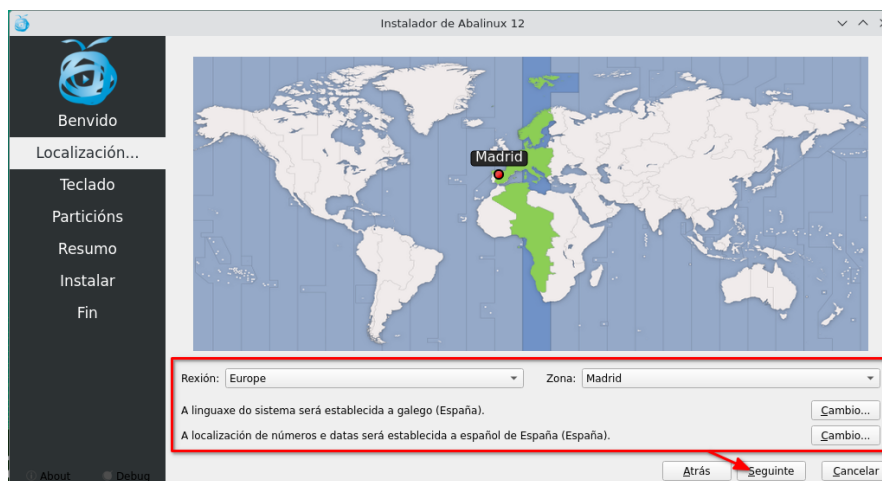 Instalador de Abalinux 12
Benvido
Localización...
Teclado
Particións
Resumo
Instalar
Fin
About
Debug
Madrid
Rexión: Europe
Zona: Madrid
A linguaxe do sistema será establecida a galego (España).
Cambio...
A localización de números e datas será establecida a español de España (España).
Cambio...
Atrás
Seguinte
Cancelar